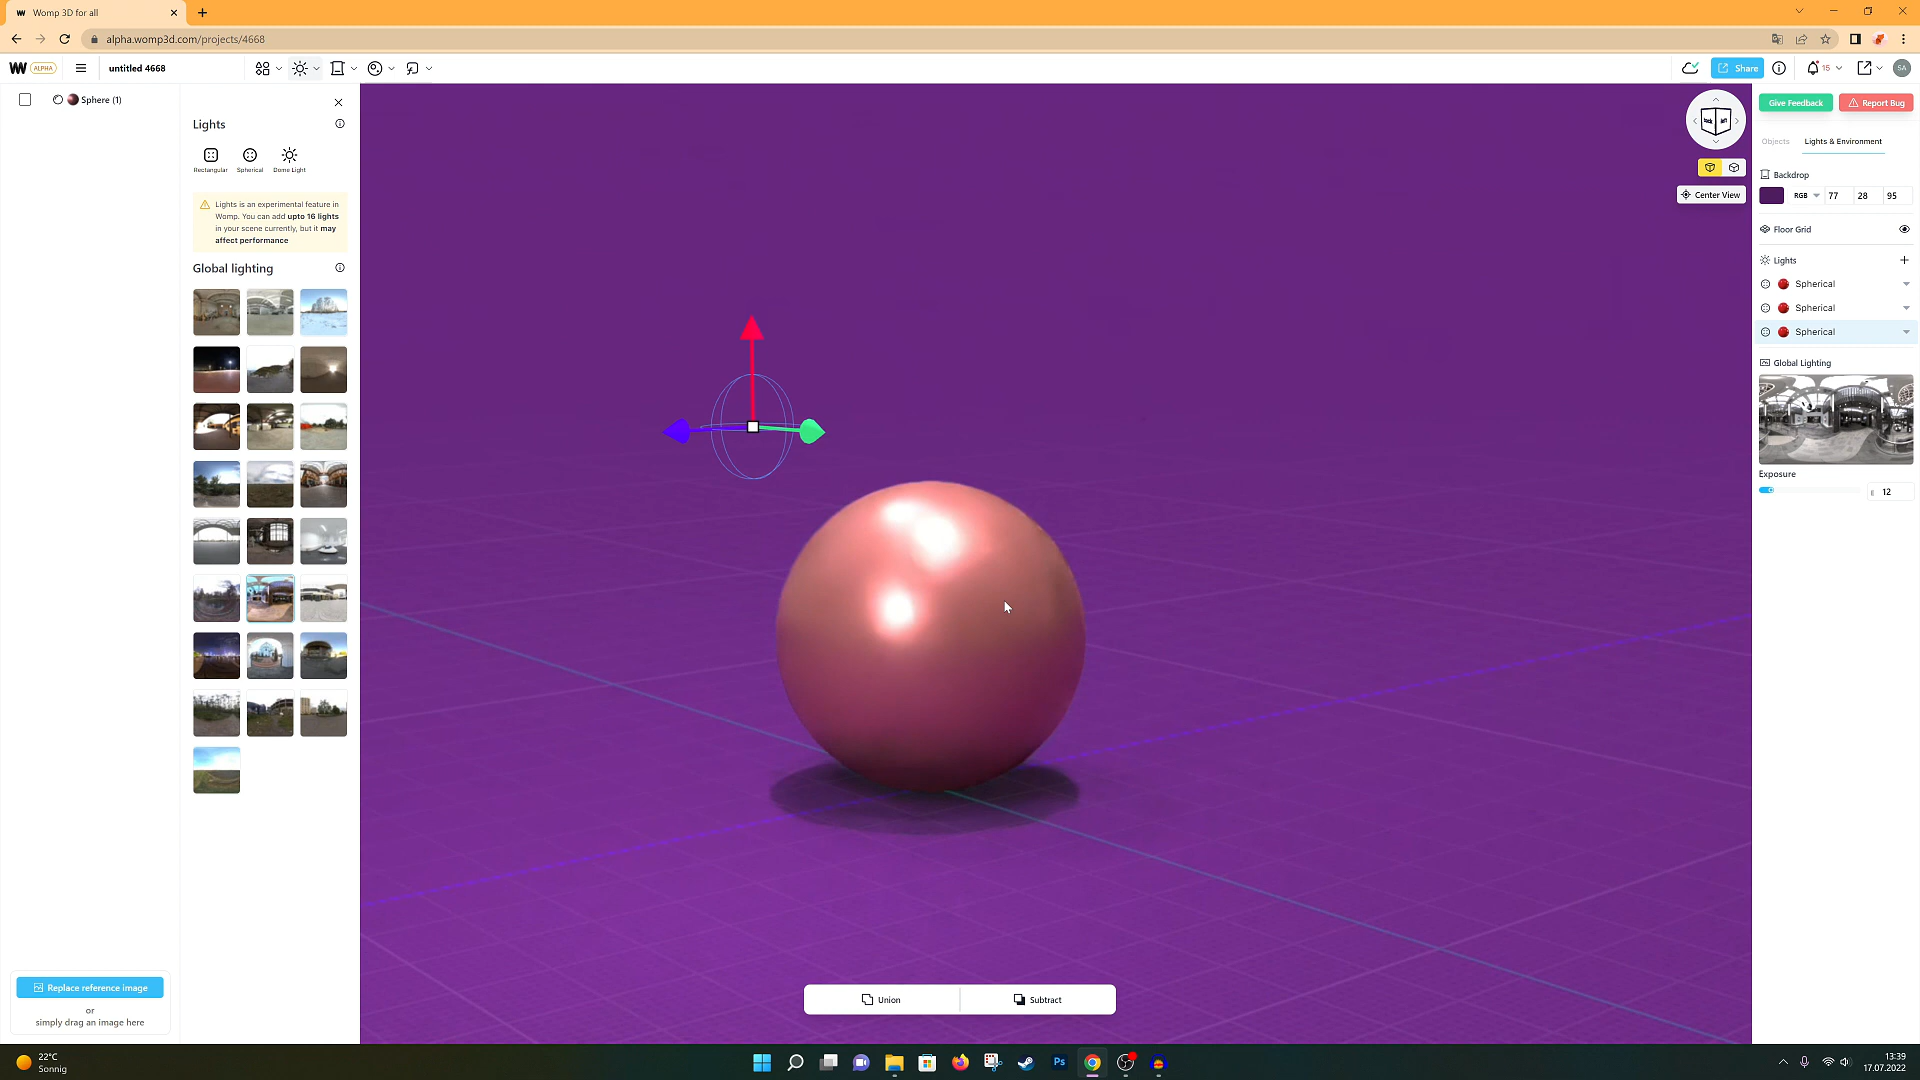 Womp 3D for all
alpha.womp3d.com/projects/4668
ALPHA
untitled 4668
Share
15
SA
Sphere (1)
Lights
Rectangular
Spherical
Dome Light
Lights is an experimental feature in
Womp. You can add upto 16 lights
in your scene currently, but it may
affect performance
Global lighting
Replace reference image
or
simply drag an image here
Center View
Union
Subtract
Give Feedback
Report Bug
Objects
Lights & Environment
Backdrop
RGB
77
28
95
Floor Grid
Lights
Spherical
Spherical
Spherical
Global Lighting
Exposure
12
22°C
Sonnig
Ps
13:39
17.07.2022